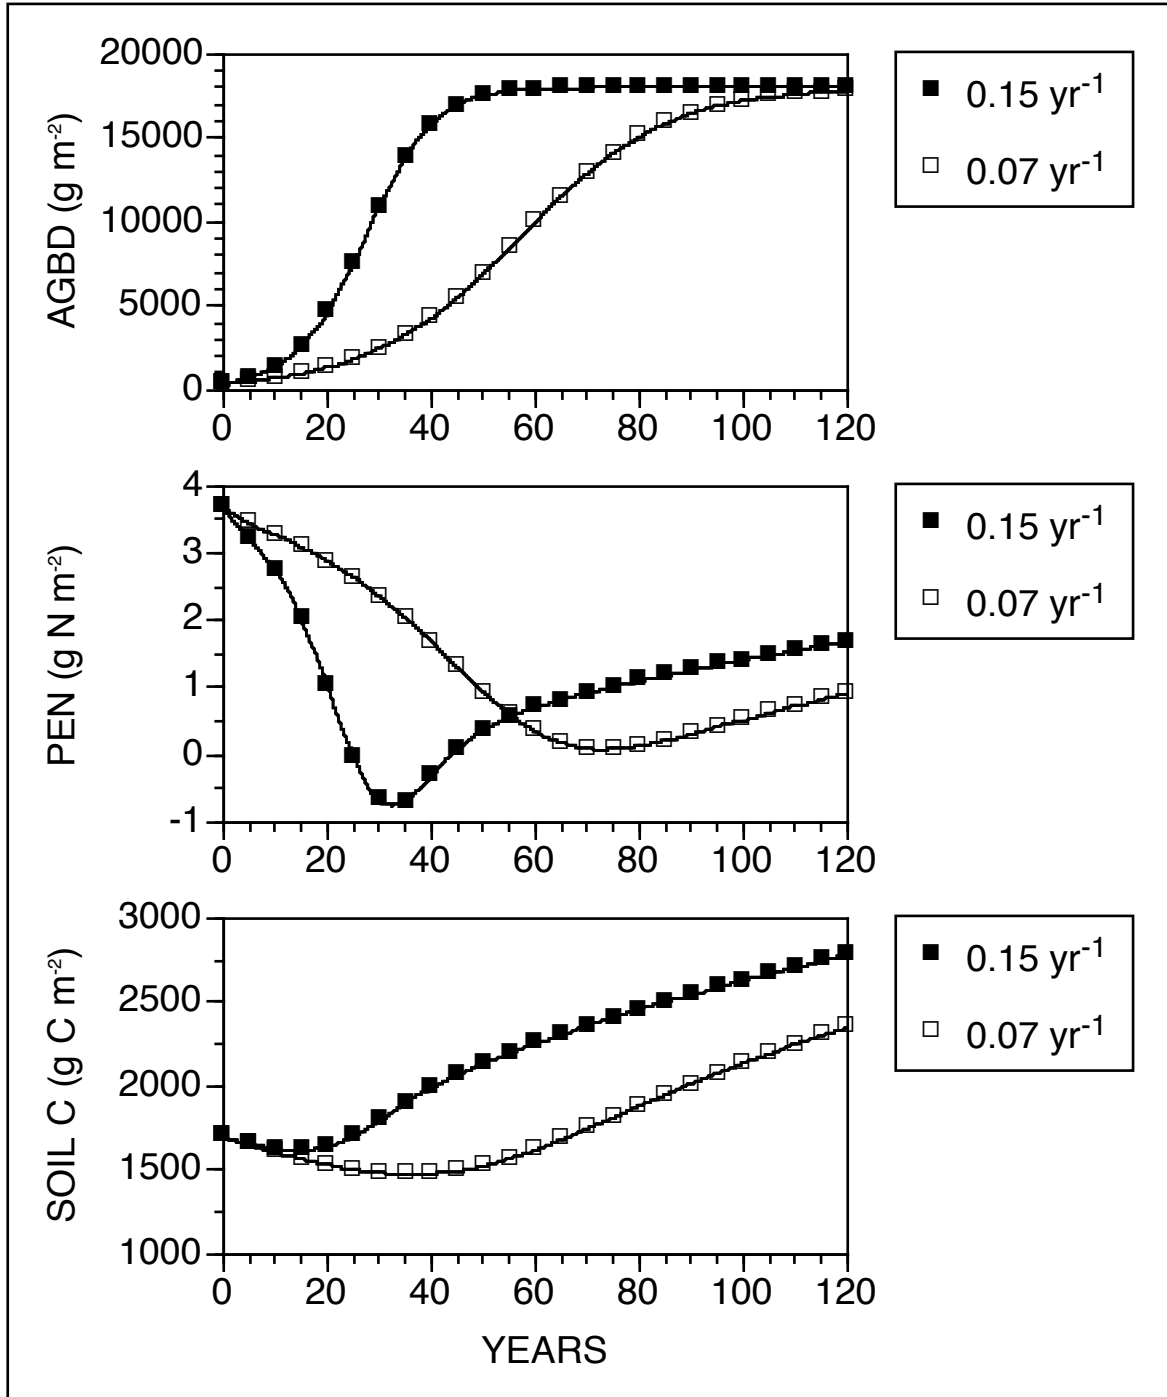 AGBD (g m-2)
20000
15000
10000
5000
0
0 20 40 60 80 100 120
0.15 yr-1
0.07 yr-1
PEN (g N m-2)
4
3
2
1
0
-1
0 20 40 60 80 100 120
0.15 yr-1
0.07 yr-1
SOIL C (g C m-2)
3000
2500
2000
1500
1000
0 20 40 60 80 100 120
YEARS
0.15 yr-1
0.07 yr-1